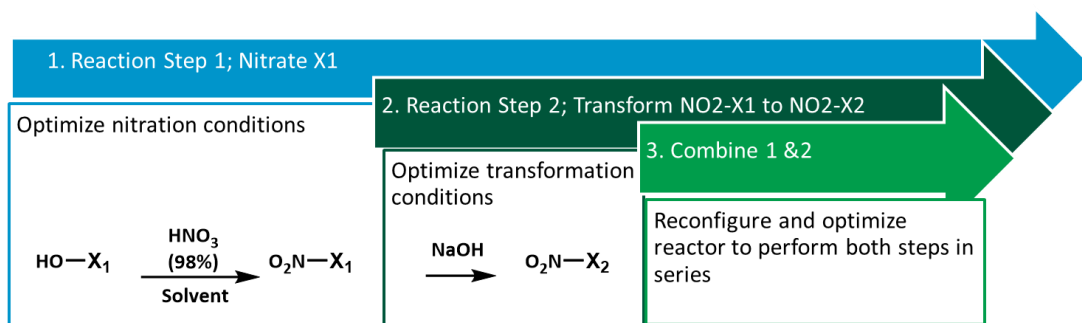 1. Reaction Step 1; Nitrate X1
2. Reaction Step 2; Transform NO2-X1 to NO2-X2
3. Combine 1 &2
Optimize nitration conditions
HO—X₁
HNO₃
(98%)
Solvent
O₂N—X₁
Optimize transformation
conditions
NaOH
O₂N—X₂
Reconfigure and optimize
reactor to perform both steps in
series